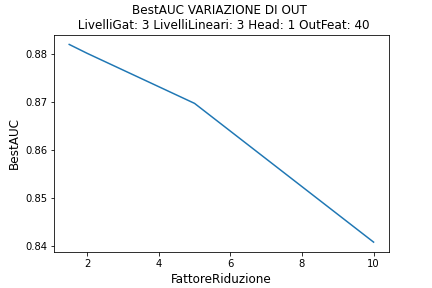 BestAUC VARIAZIONE DI OUT
LivelliGat: 3 LivelliLineari: 3 Head: 1 OutFeat: 40
0.88
0.87
0.86
0.85
0.84
BestAUC
2 4 6 8 10
FattoreRiduzione